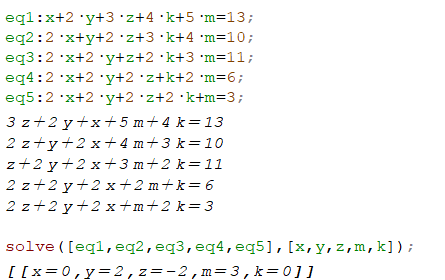 eq1:x+2·y+3·z+4·k+5·m=13;
eq2:2·x+y+2·z+3·k+4·m=10;
eq3:2·x+2·y+z+2·k+3·m=11;
eq4:2·x+2·y+2·z+k+2·m=6;
eq5:2·x+2·y+2·z+2·k+m=3;
3 z+2 y+x+5 m+4 k=13
2 z+y+2 x+4 m+3 k=10
z+2 y+2 x+3 m+2 k=11
2 z+2 y+2 x+2 m+k=6
2 z+2 y+2 x+m+2 k=3
solve([eq1,eq2,eq3,eq4,eq5],[x,y,z,m,k]);
[[x=0,y=2,z=-2,m=3,k=0]]